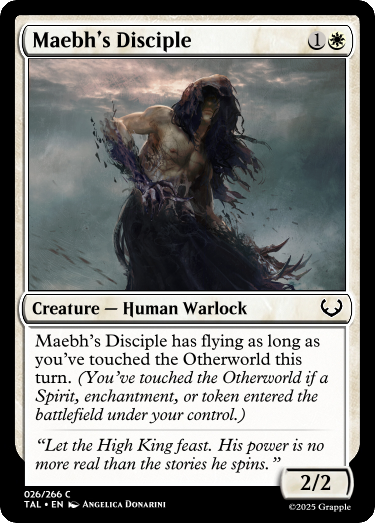 Maebh's Disciple 1
Creature — Human Warlock
Maebh's Disciple has flying as long as
you've touched the Otherworld this
turn. (You've touched the Otherworld if a
Spirit, enchantment, or token entered the
battlefield under your control.)
"Let the High King feast. His power is no
more real than the stories he spins."
2/2
026/266 C
TAL • EN Angelica Donarini
©2025 Grapple